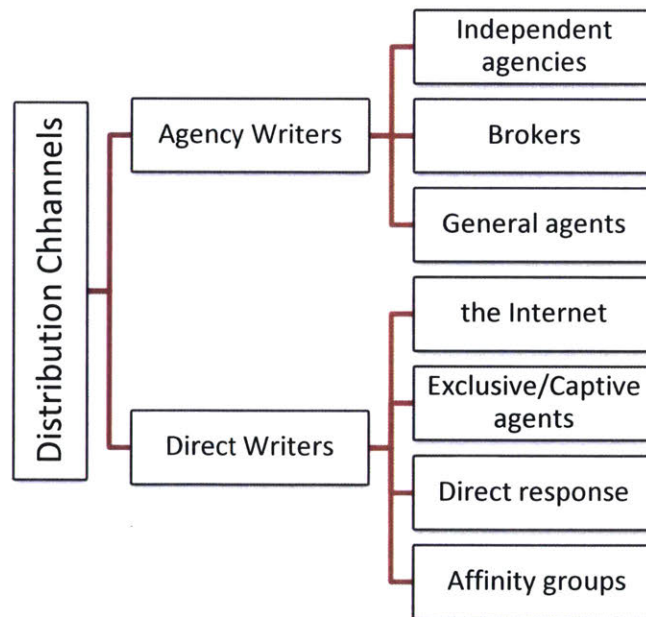 Distribution Chhannels
Agency Writers
Independent
agencies
Brokers
General agents
Direct Writers
the Internet
Exclusive/Captive
agents
Direct response
Affinity groups